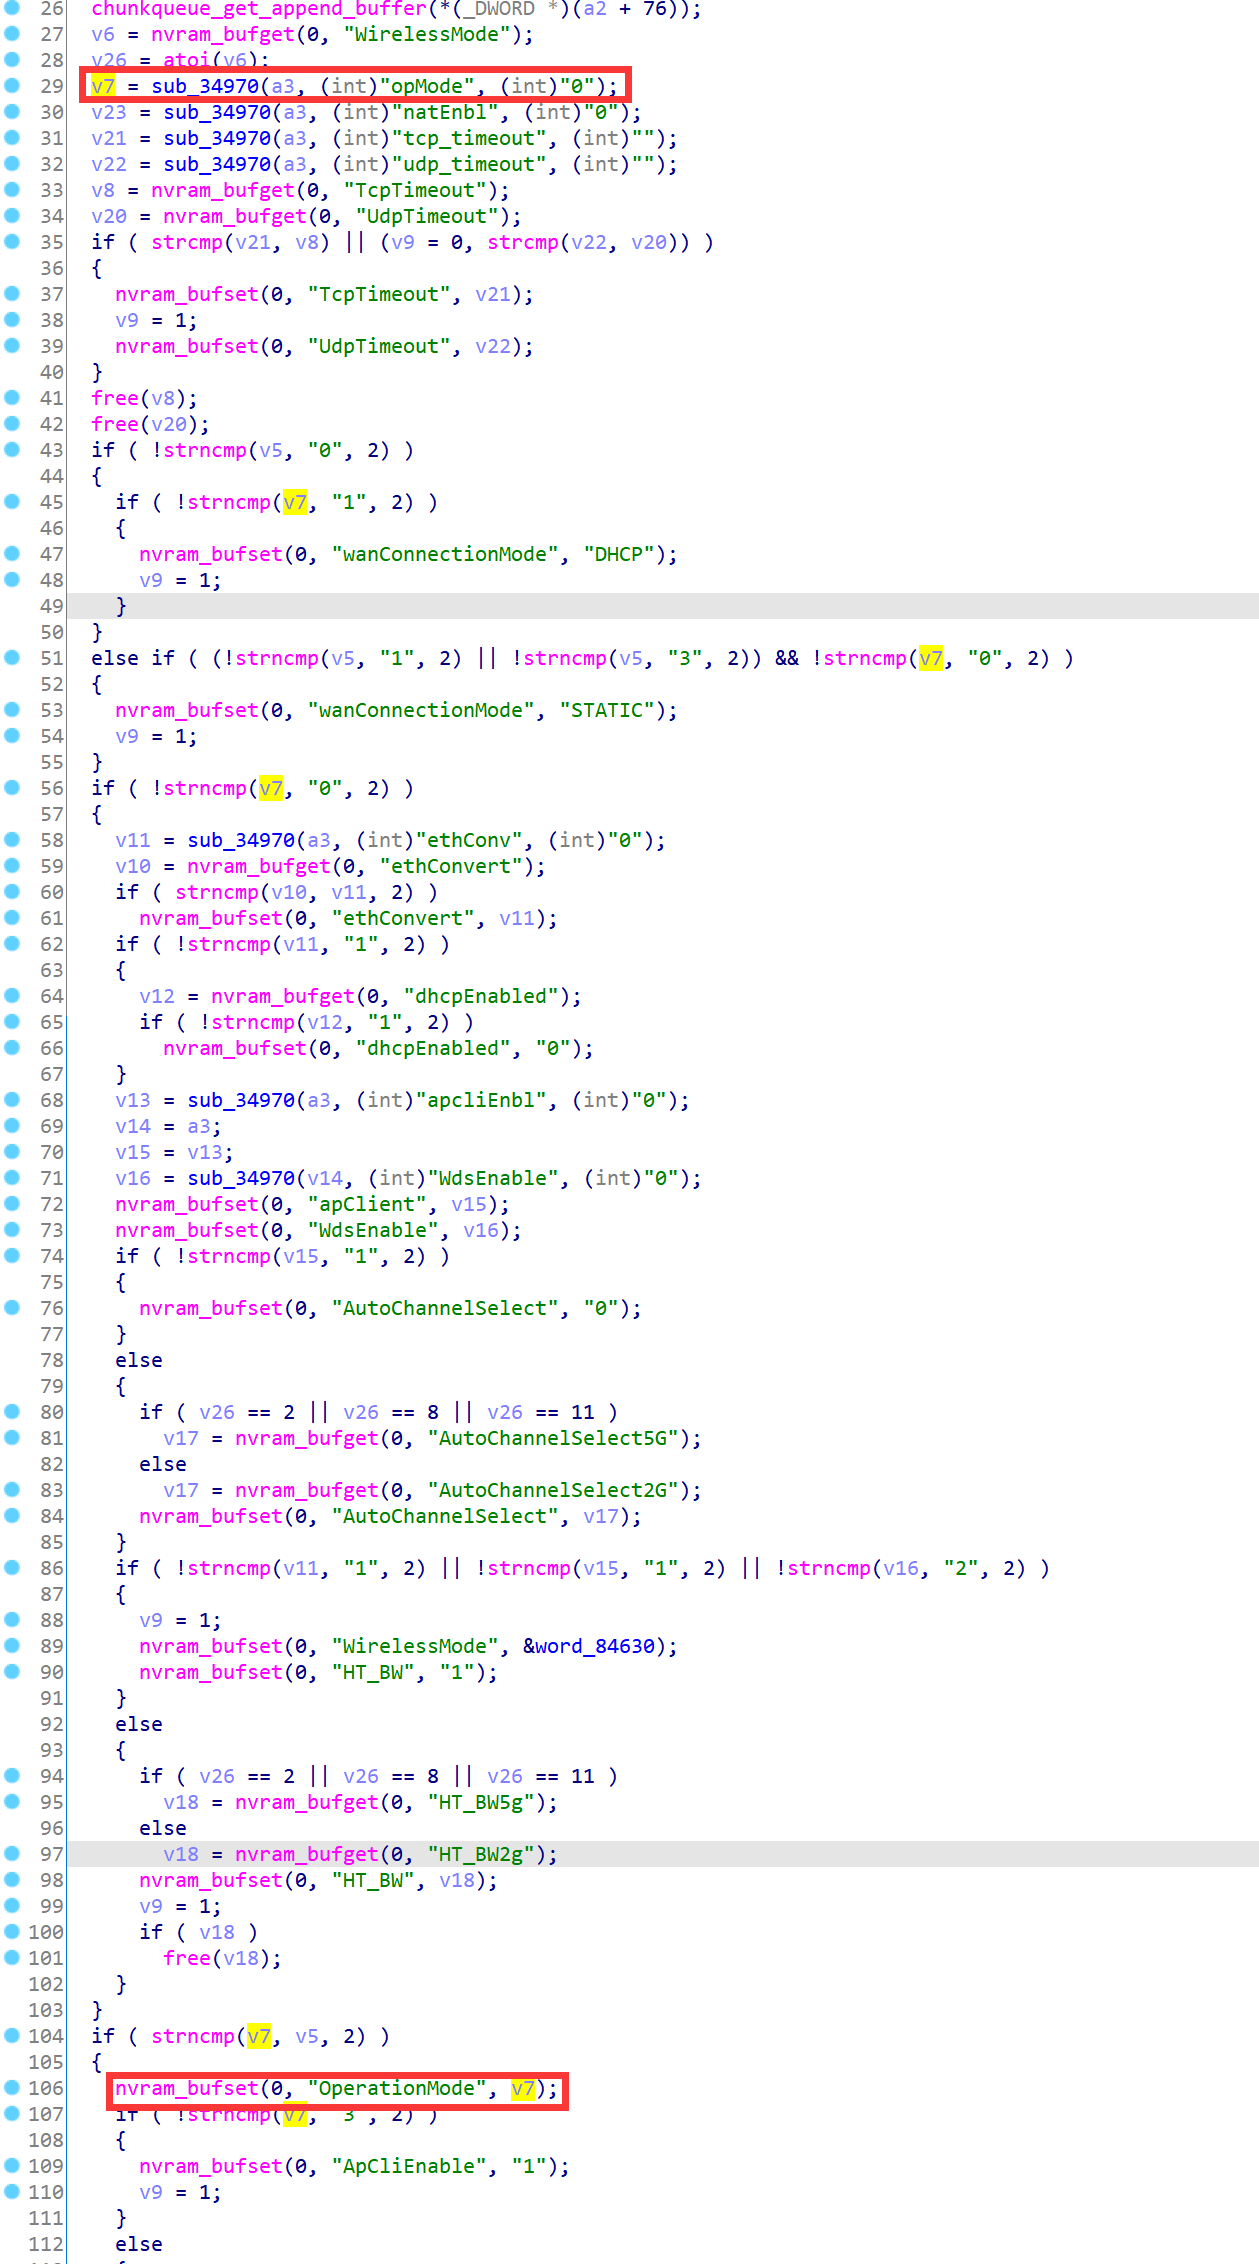 26 chunkqueue_get_append_buffer(*(_DWORD *)(a2 + 76));
27 v6 = nvram_bufget(0, "WirelessMode");
28 v26 = atoi(v6);
29 v7 = sub_34970(a3, (int)"opMode", (int)"0");
30 v23 = sub_34970(a3, (int)"natEnbl", (int)"0");
31 v21 = sub_34970(a3, (int)"tcp_timeout", (int)"");
32 v22 = sub_34970(a3, (int)"udp_timeout", (int)"");
33 v8 = nvram_bufget(0, "TcpTimeout");
34 v20 = nvram_bufget(0, "UdpTimeout");
35 if ( strcmp(v21, v8) || (v9 = 0, strcmp(v22, v20)) )
36 {
37 nvram_bufset(0, "TcpTimeout", v21);
38 v9 = 1;
39 nvram_bufset(0, "UdpTimeout", v22);
40 }
41 free(v8);
42 free(v20);
43 if ( !strncmp(v5, "0", 2) )
44 {
45 if ( !strncmp(v7, "1", 2) )
46 {
47 nvram_bufset(0, "wanConnectionMode", "DHCP");
48 v9 = 1;
49 }
50 }
51 else if ( (!strncmp(v5, "1", 2) || !strncmp(v5, "3", 2)) && !strncmp(v7, "0", 2) )
52 {
53 nvram_bufset(0, "wanConnectionMode", "STATIC");
54 v9 = 1;
55 }
56 if ( !strncmp(v7, "0", 2) )
57 {
58 v11 = sub_34970(a3, (int)"ethConv", (int)"0");
59 v10 = nvram_bufget(0, "ethConvert");
60 if ( strncmp(v10, v11, 2) )
61 nvram_bufset(0, "ethConvert", v11);
62 if ( !strncmp(v11, "1", 2) )
63 {
64 v12 = nvram_bufget(0, "dhcpEnabled");
65 if ( !strncmp(v12, "1", 2) )
66 nvram_bufset(0, "dhcpEnabled", "0");
67 }
68 v13 = sub_34970(a3, (int)"apcliEnbl", (int)"0");
69 v14 = a3;
70 v15 = v13;
71 v16 = sub_34970(v14, (int)"WdsEnable", (int)"0");
72 nvram_bufset(0, "apClient", v15);
73 nvram_bufset(0, "WdsEnable", v16);
74 if ( !strncmp(v15, "1", 2) )
75 {
76 nvram_bufset(0, "AutoChannelSelect", "0");
77 }
78 else
79 {
80 if ( v26 == 2 || v26 == 8 || v26 == 11 )
81 v17 = nvram_bufget(0, "AutoChannelSelect5G");
82 else
83 v17 = nvram_bufget(0, "AutoChannelSelect2G");
84 nvram_bufset(0, "AutoChannelSelect", v17);
85 }
86 if ( !strncmp(v11, "1", 2) || !strncmp(v15, "1", 2) || !strncmp(v16, "2", 2) )
87 {
88 v9 = 1;
89 nvram_bufset(0, "WirelessMode", &word_84630);
90 nvram_bufset(0, "HT_BW", "1");
91 }
92 else
93 {
94 if ( v26 == 2 || v26 == 8 || v26 == 11 )
95 v18 = nvram_bufget(0, "HT_BW5g");
96 else
97 v18 = nvram_bufget(0, "HT_BW2g");
98 nvram_bufset(0, "HT_BW", v18);
99 v9 = 1;
100 if ( v18 )
101 free(v18);
102 }
103 }
104 if ( strncmp(v7, v5, 2) )
105 {
106 nvram_bufset(0, "OperationMode", v7);
107 if ( !strncmp(v7, "3", 2) )
108 {
109 nvram_bufset(0, "ApCliEnable", "1");
110 v9 = 1;
111 }
112 else